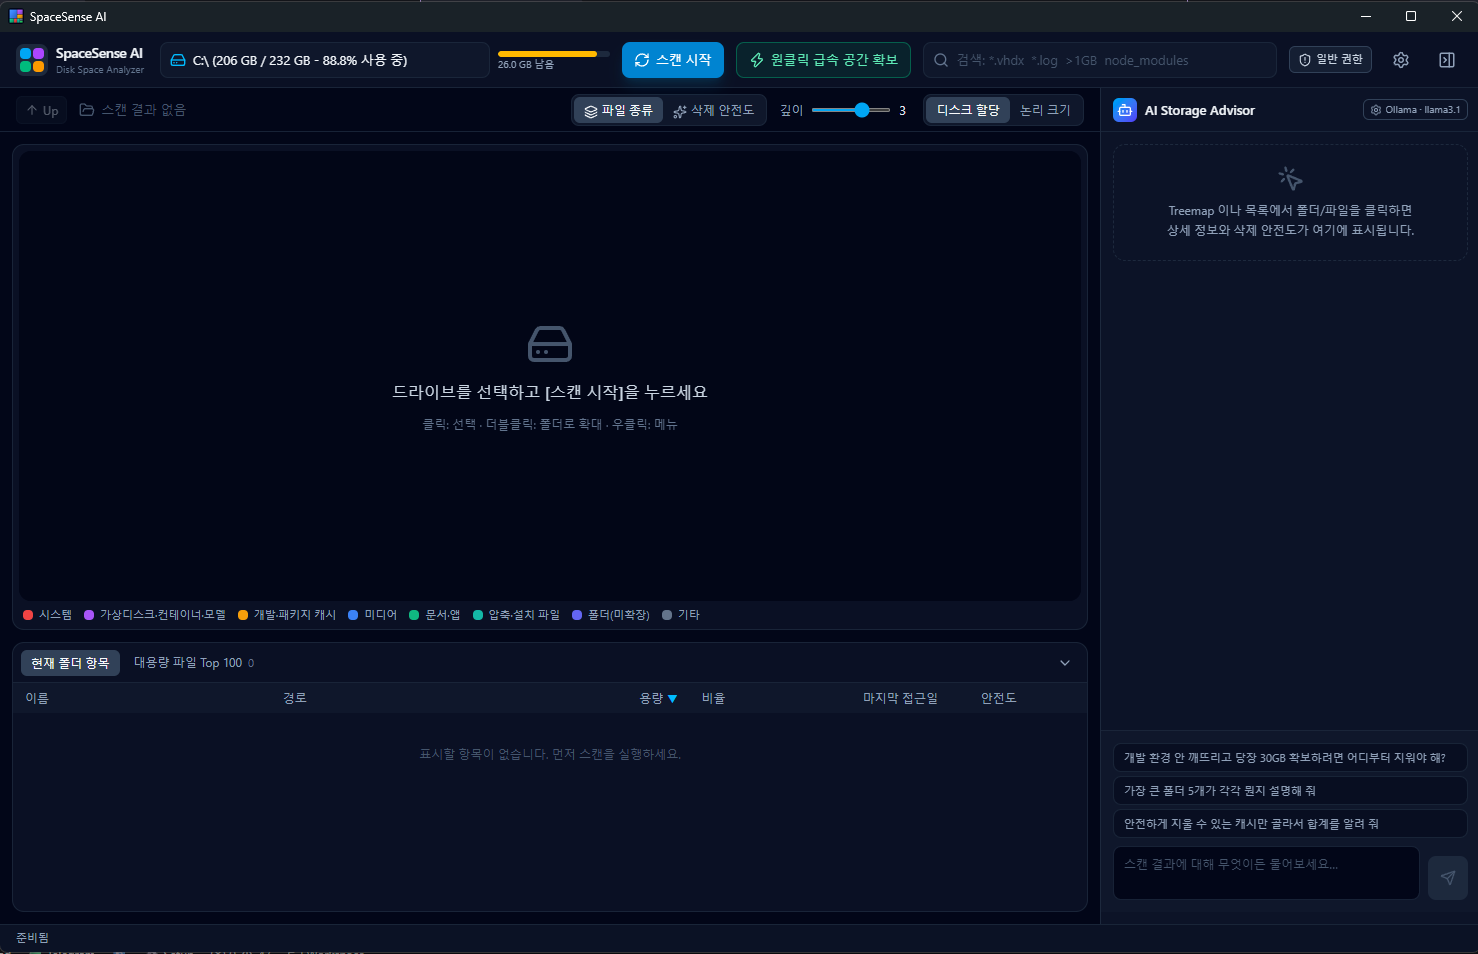 SpaceSense AI
SpaceSense AI
Disk Space Analyzer
C:\ (206 GB / 232 GB - 88.8% 사용 중)
26.0 GB 남음
스캔 시작
원클릭 급속 공간 확보
검색: *.vhdx *.log >1GB node_modules
일반 권한
Up
스캔 결과 없음
파일 종류
삭제 안전도
깊이
3
디스크 할당
논리 크기
AI Storage Advisor
Ollama · llama3.1
Treemap 이나 목록에서 폴더/파일을 클릭하면
상세 정보와 삭제 안전도가 여기에 표시됩니다.
드라이브를 선택하고 [스캔 시작]을 누르세요
클릭: 선택 · 더블클릭: 폴더로 확대 · 우클릭: 메뉴
시스템
가상디스크·컨테이너·모델
개발·패키지 캐시
미디어
문서·앱
압축·설치 파일
폴더(미확장)
기타
현재 폴더 항목
대용량 파일 Top 100 0
이름
경로
용량 ▼
비율
마지막 접근일
안전도
표시할 항목이 없습니다. 먼저 스캔을 실행하세요.
개발 환경 안 깨뜨리고 당장 30GB 확보하려면 어디부터 지워야 해?
가장 큰 폴더 5개가 각각 뭔지 설명해 줘
안전하게 지울 수 있는 캐시만 골라서 합계를 알려 줘
스캔 결과에 대해 무엇이든 물어보세요...
준비됨